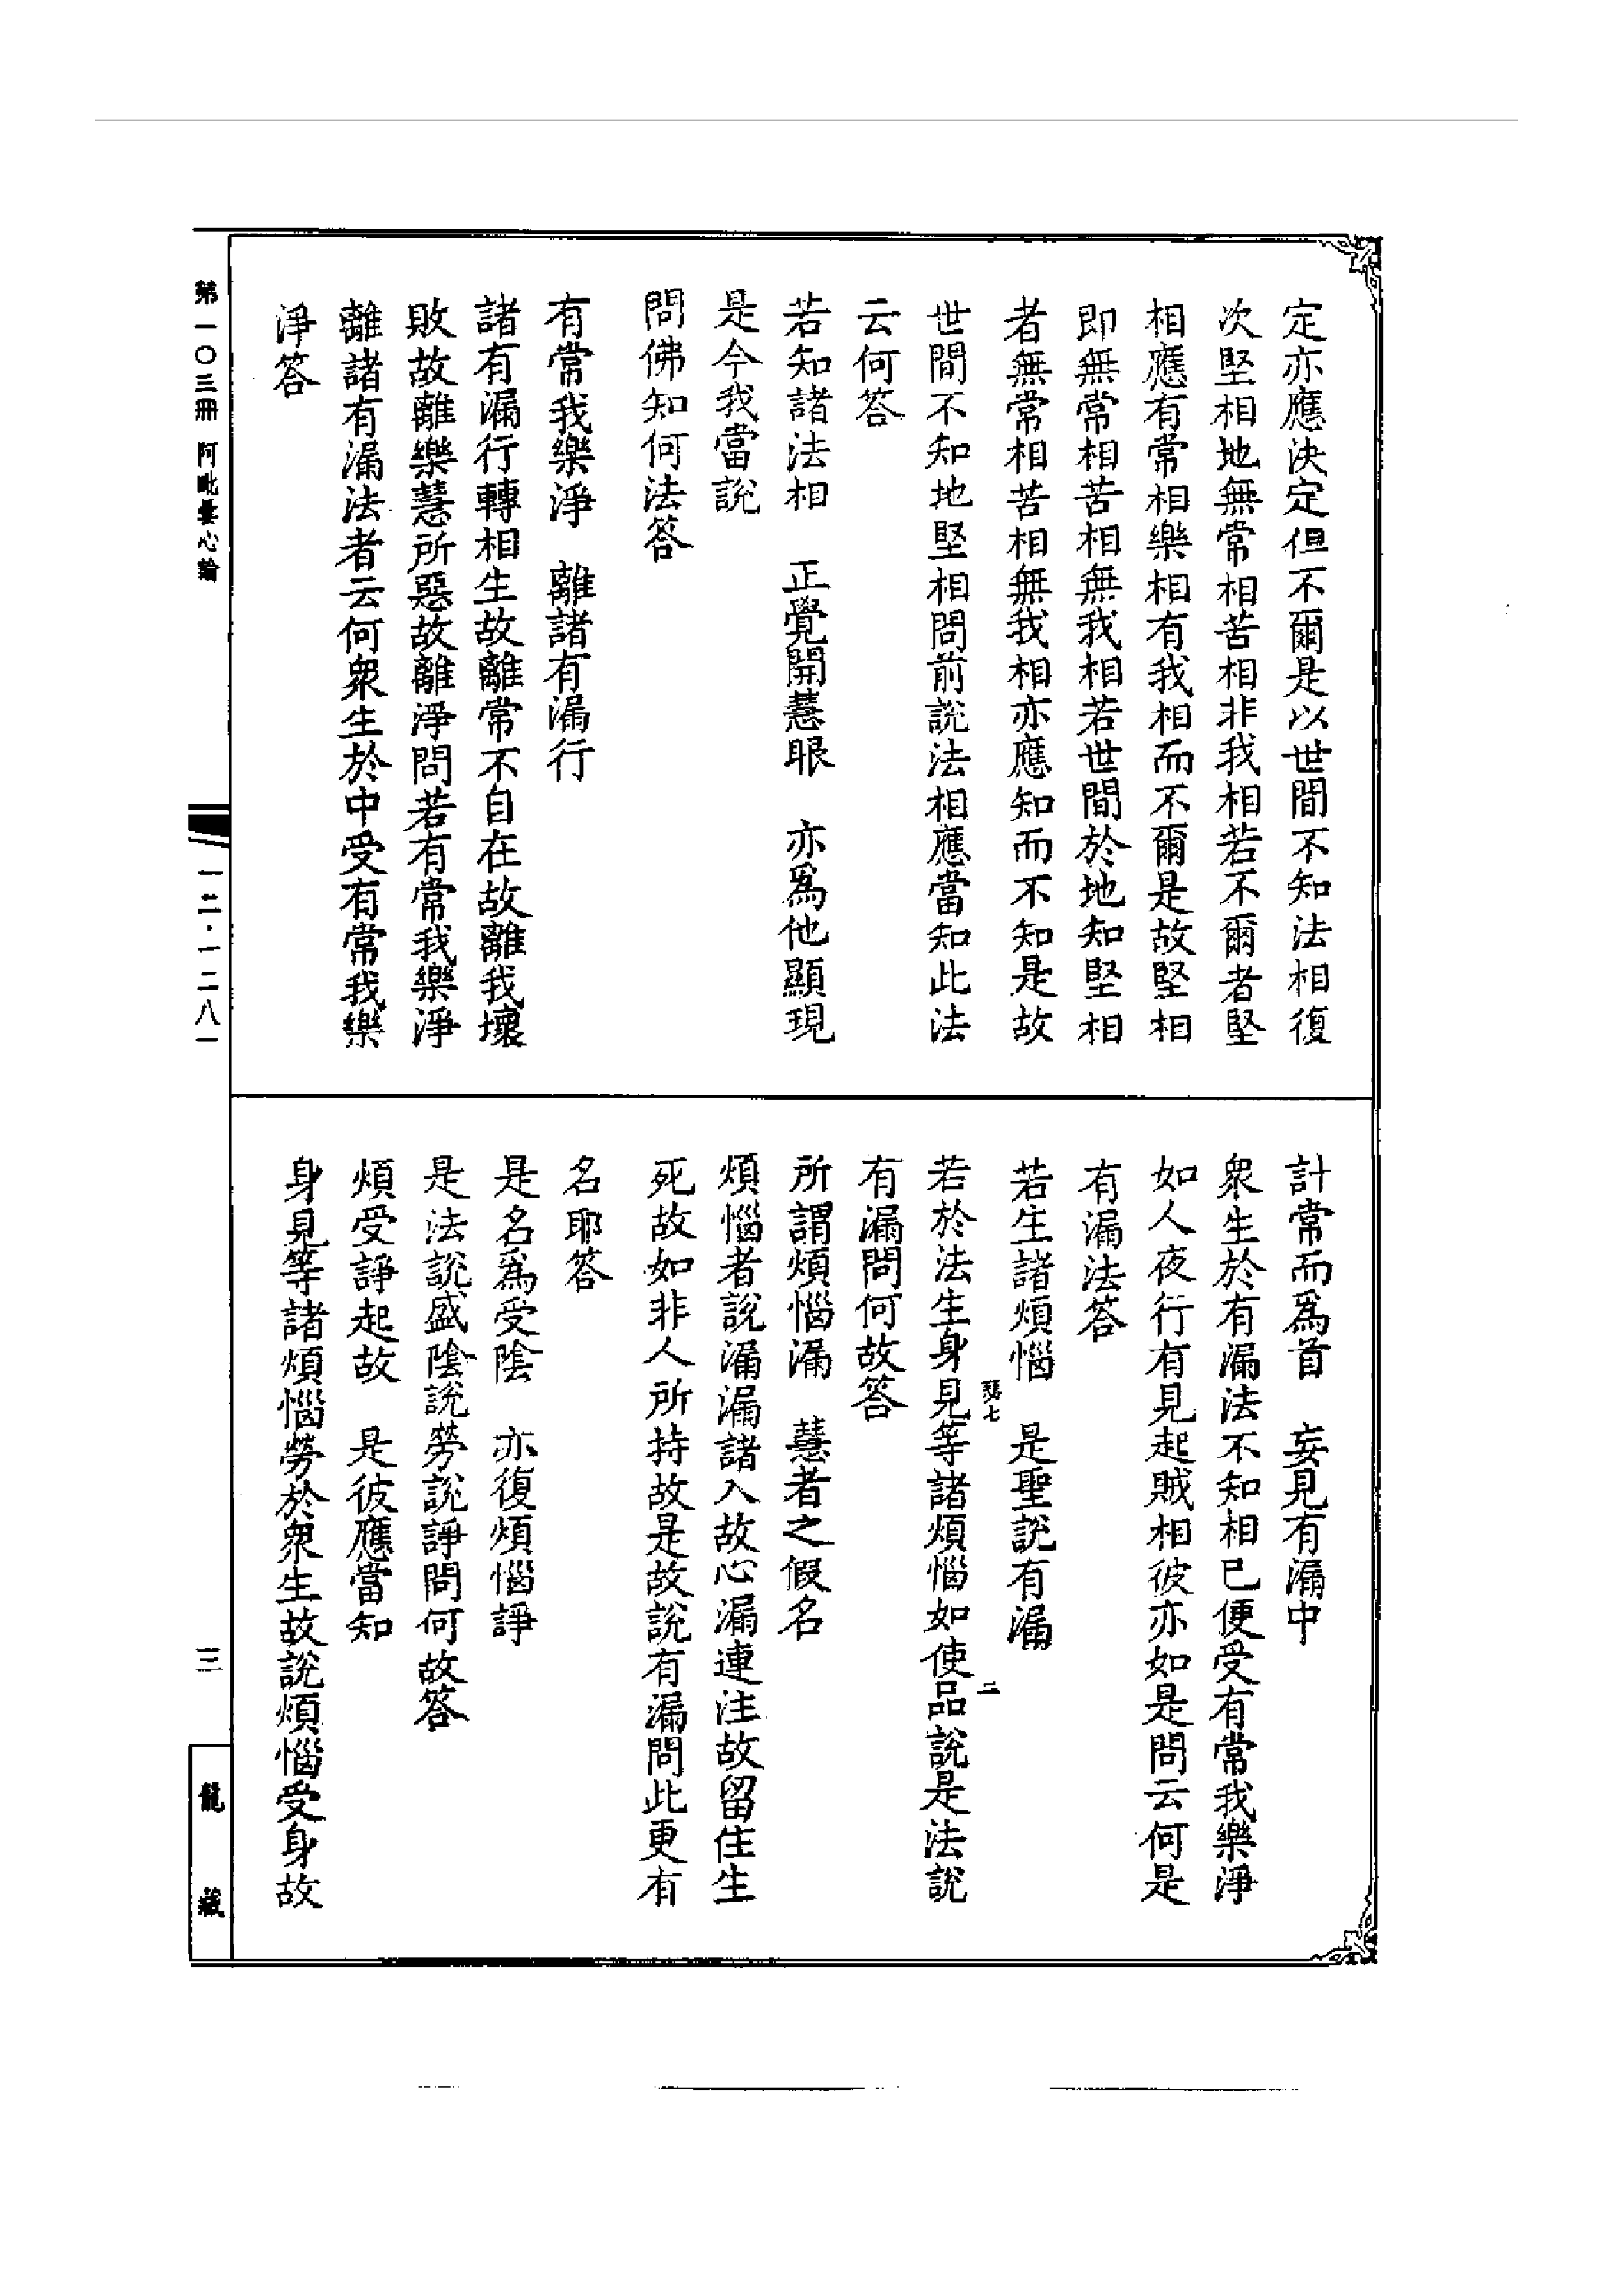 定亦應決定但不爾是以世間不知法相復
次堅相地無常相苦相非我相若不爾者堅
相應有常相樂相有我相而不爾是故堅相
即無常相苦相無我相若世間於地知堅相
者無常相苦相無我相亦應知而不知是故
世間不知地堅相問前說法相應當知此法
云何答
若知諸法相　正覺開慧眼　亦爲他顯現
是今我當說
問佛知何法答
有常我樂淨　離諸有漏行
諸有漏行轉相生故離常不自在故離我壞
敗故離樂慧所惡故離淨問若有常我樂淨
離諸有漏法者云何衆生於中受有常我樂
淨答
計常而爲首　妄見有漏中
衆生於有漏法不知相已便受有常我樂淨
如人夜行有見起賊相彼亦如是問云何是
有漏法答
若生諸煩惱　是聖說有漏
若於法生身見等諸煩惱如使品說是法說
二
有漏問何故答
所謂煩惱漏　慧者之假名
煩惱者說漏漏諸入故心漏連注故留住生
死故如非人所持故是故說有漏問此更有
名耶答
是名爲受陰　亦復煩惱諍
是法說盛陰說勞說諍問何故答
煩受諍起故　是彼應當知
身見等諸煩惱勞於衆生故說煩惱受身故
第一〇三冊　阿毗曇心論
一二·一二八一
三
龍藏